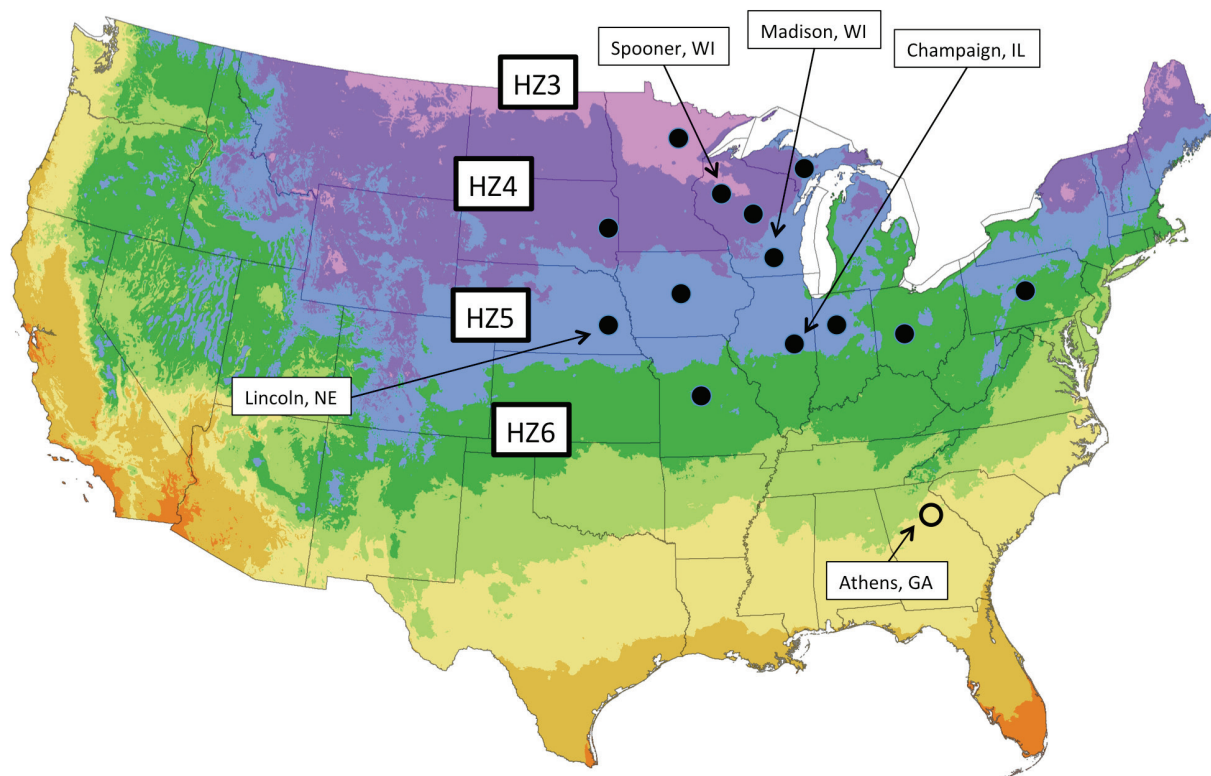 Spooner, WI
Madison, WI
Champaign, IL
HZ3
HZ4
HZ5
Lincoln, NE
HZ6
Athens, GA